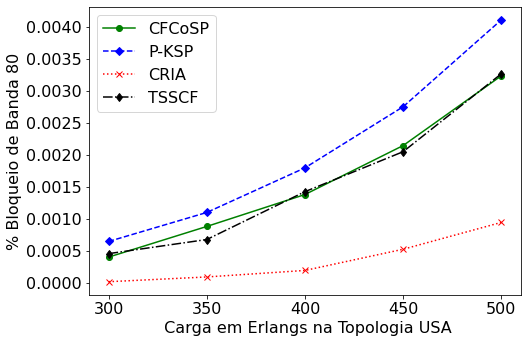 CFCoSP
P-KSP
CRIA
TSSCF
% Bloqueio de Banda 80
0.0040
0.0035
0.0030
0.0025
0.0020
0.0015
0.0010
0.0005
0.0000
300 350 400 450 500
Carga em Erlangs na Topologia USA